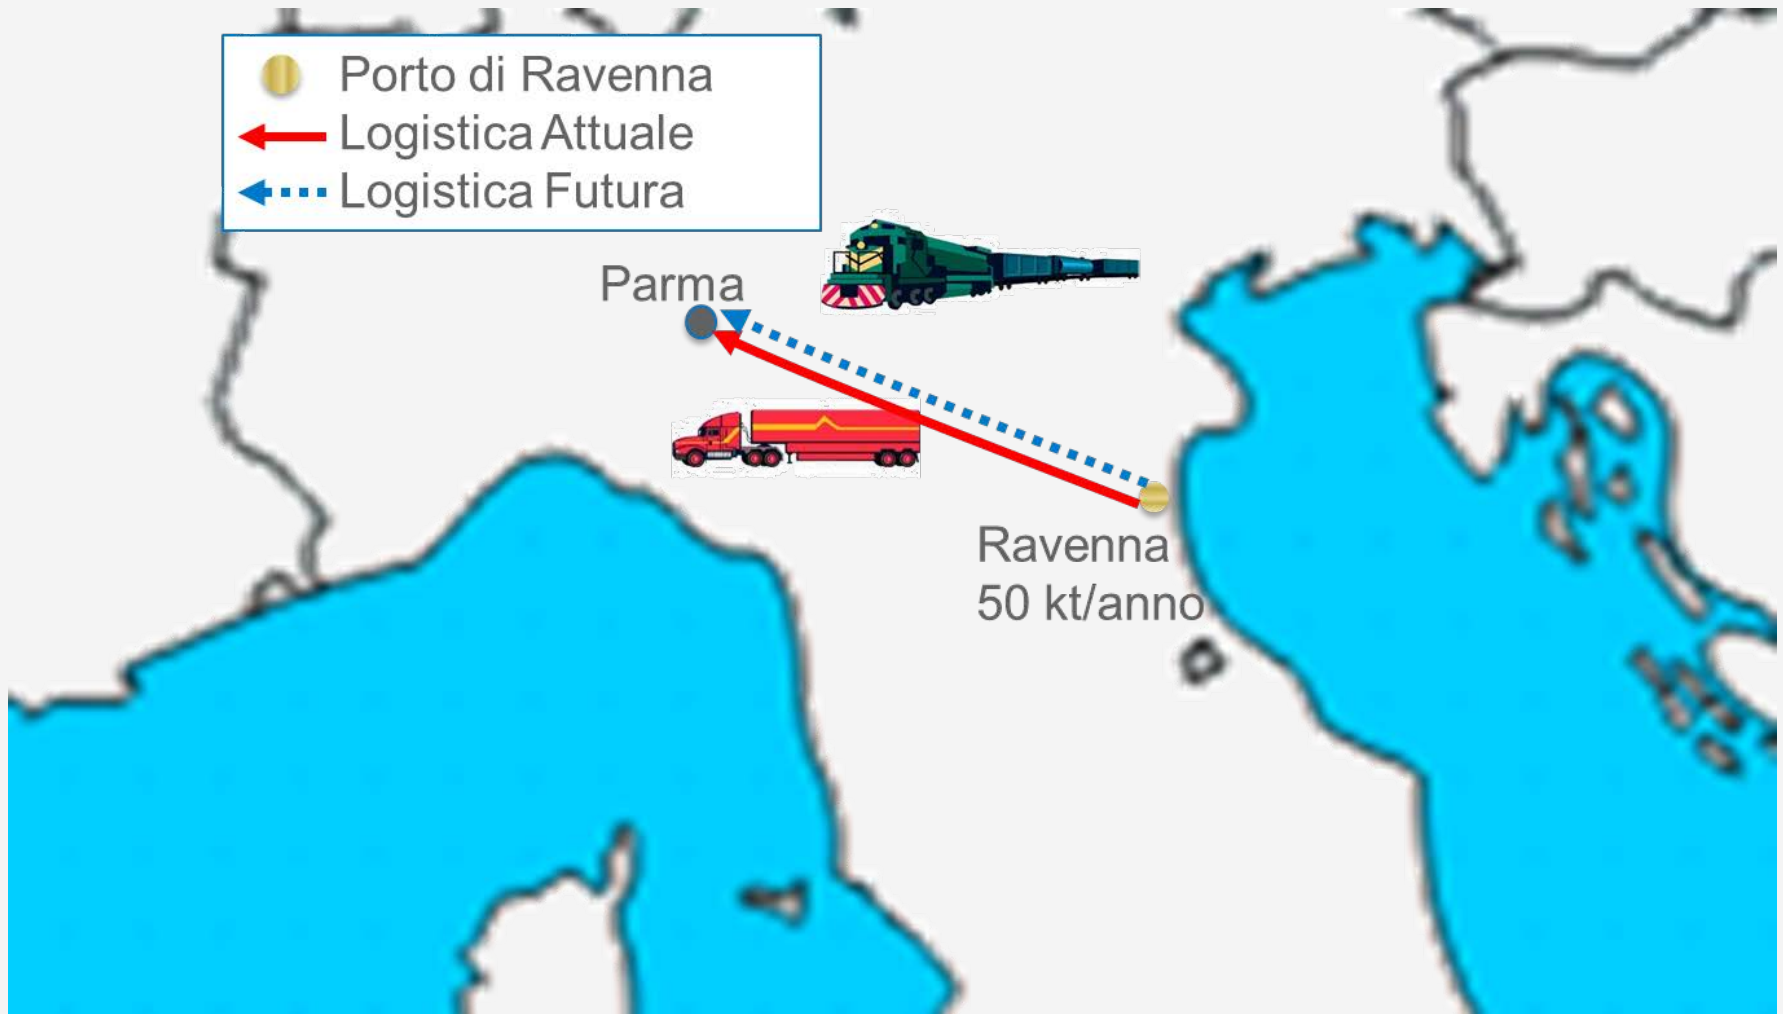 Porto di Ravenna
Logistica Attuale
Logistica Futura
Parma
Ravenna
50 kt/anno